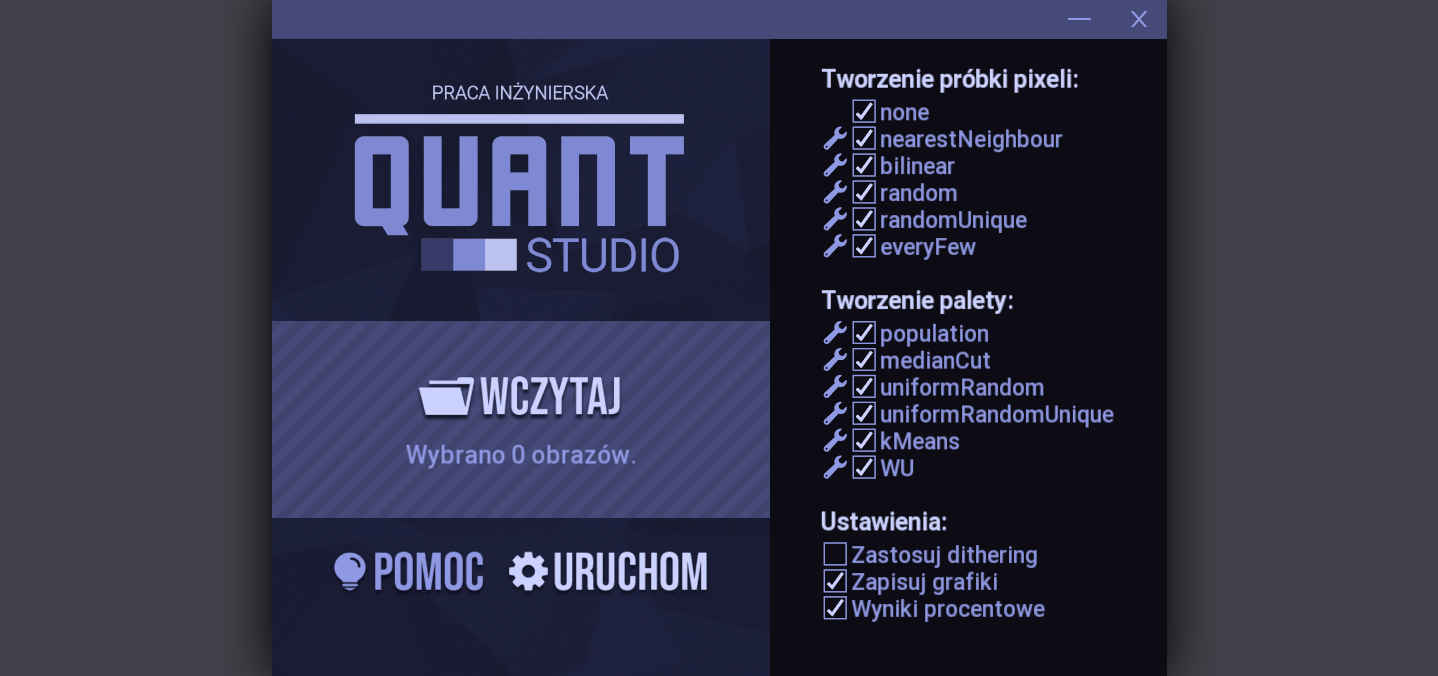 PRACA INŻYNIERSKA
QUANT
STUDIO
WCZYTAJ
Wybrano 0 obrazów.
POMOC
URUCHOM
Tworzenie próbki pixeli:
none
nearestNeighbour
bilinear
random
randomUnique
everyFew
Tworzenie palety:
population
medianCut
uniformRandom
uniformRandomUnique
kMeans
WU
Ustawienia:
Zastosuj dithering
Zapisuj grafiki
Wyniki procentowe